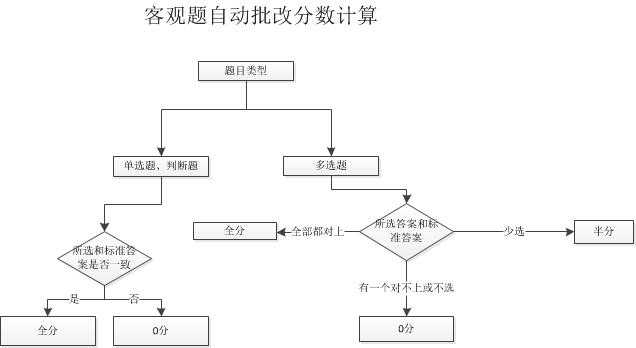 客观题自动批改分数计算
题目类型
单选题、判断题
多选题
所选和标准答
案是否一致
是
否
全分
0分
所选答案和标
准答案
全部都对上
全分
少选
半分
有一个对不上或不选
0分